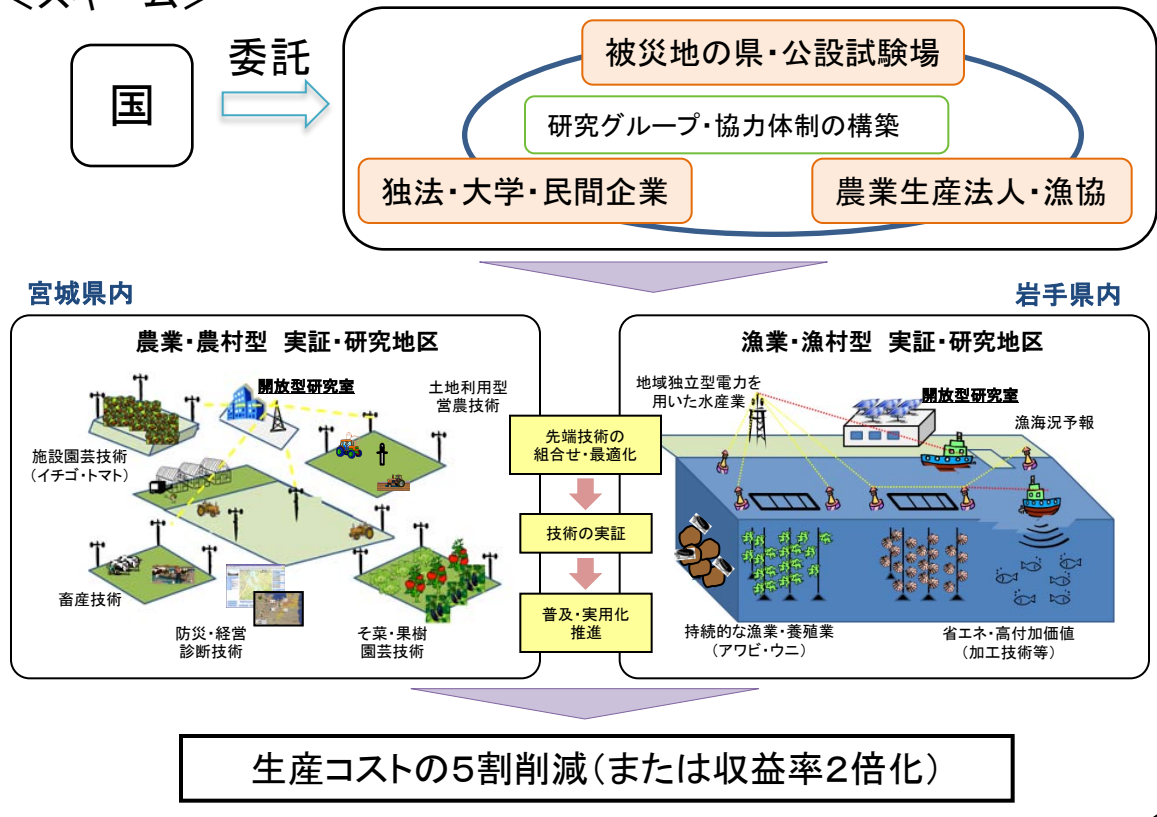 <スキーム>
国
委託
被災地の県・公設試験場
研究グループ・協力体制の構築
独法・大学・民間企業
農業生産法人・漁協
宮城県内
岩手県内
農業・農村型 実証・研究地区
開放型研究室
土地利用型
営農技術
施設園芸技術
(イチゴ・トマト)
畜産技術
防災・経営
診断技術
そ菜・果樹
園芸技術
先端技術の
組合せ・最適化
技術の実証
普及・実用化
推進
漁業・漁村型 実証・研究地区
地域独立型電力を
用いた水産業
開放型研究室
漁海況予報
持続的な漁業・養殖業
(アワビ・ウニ)
省エネ・高付加価値
(加工技術等)
生産コストの5割削減(または収益率2倍化)